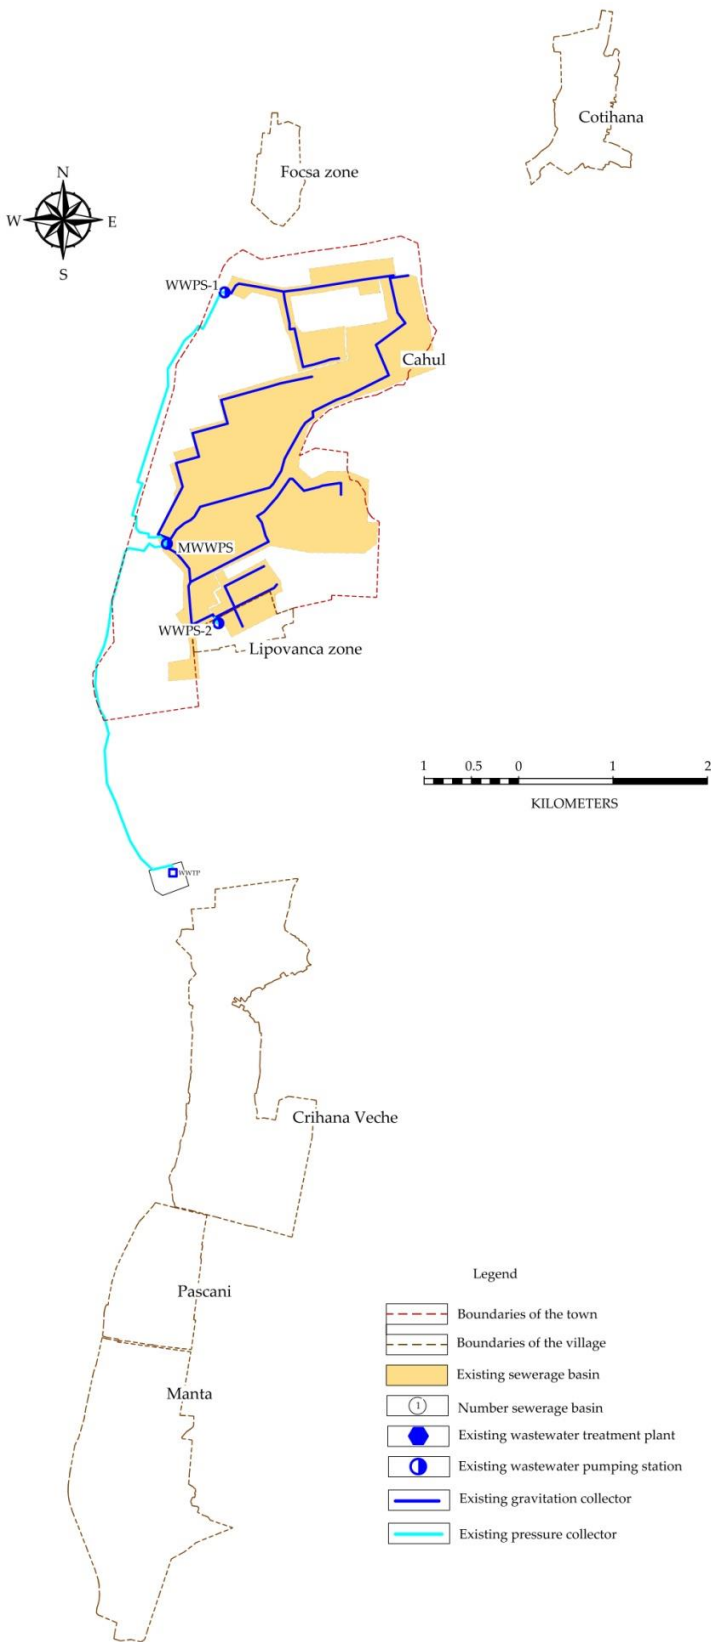 Cotihana
Focsa zone
N
W
E
S
WWPS-1
Cahul
MWWPS
WWPS-2
Lipovanca zone
1 0.5 0 1 2
KILOMETERS
WWTP
Crihana Veche
Legend
Pascani
Boundaries of the town
Boundaries of the village
Existing sewerage basin
Manta
1 Number sewerage basin
Existing wastewater treatment plant
Existing wastewater pumping station
Existing gravitation collector
Existing pressure collector